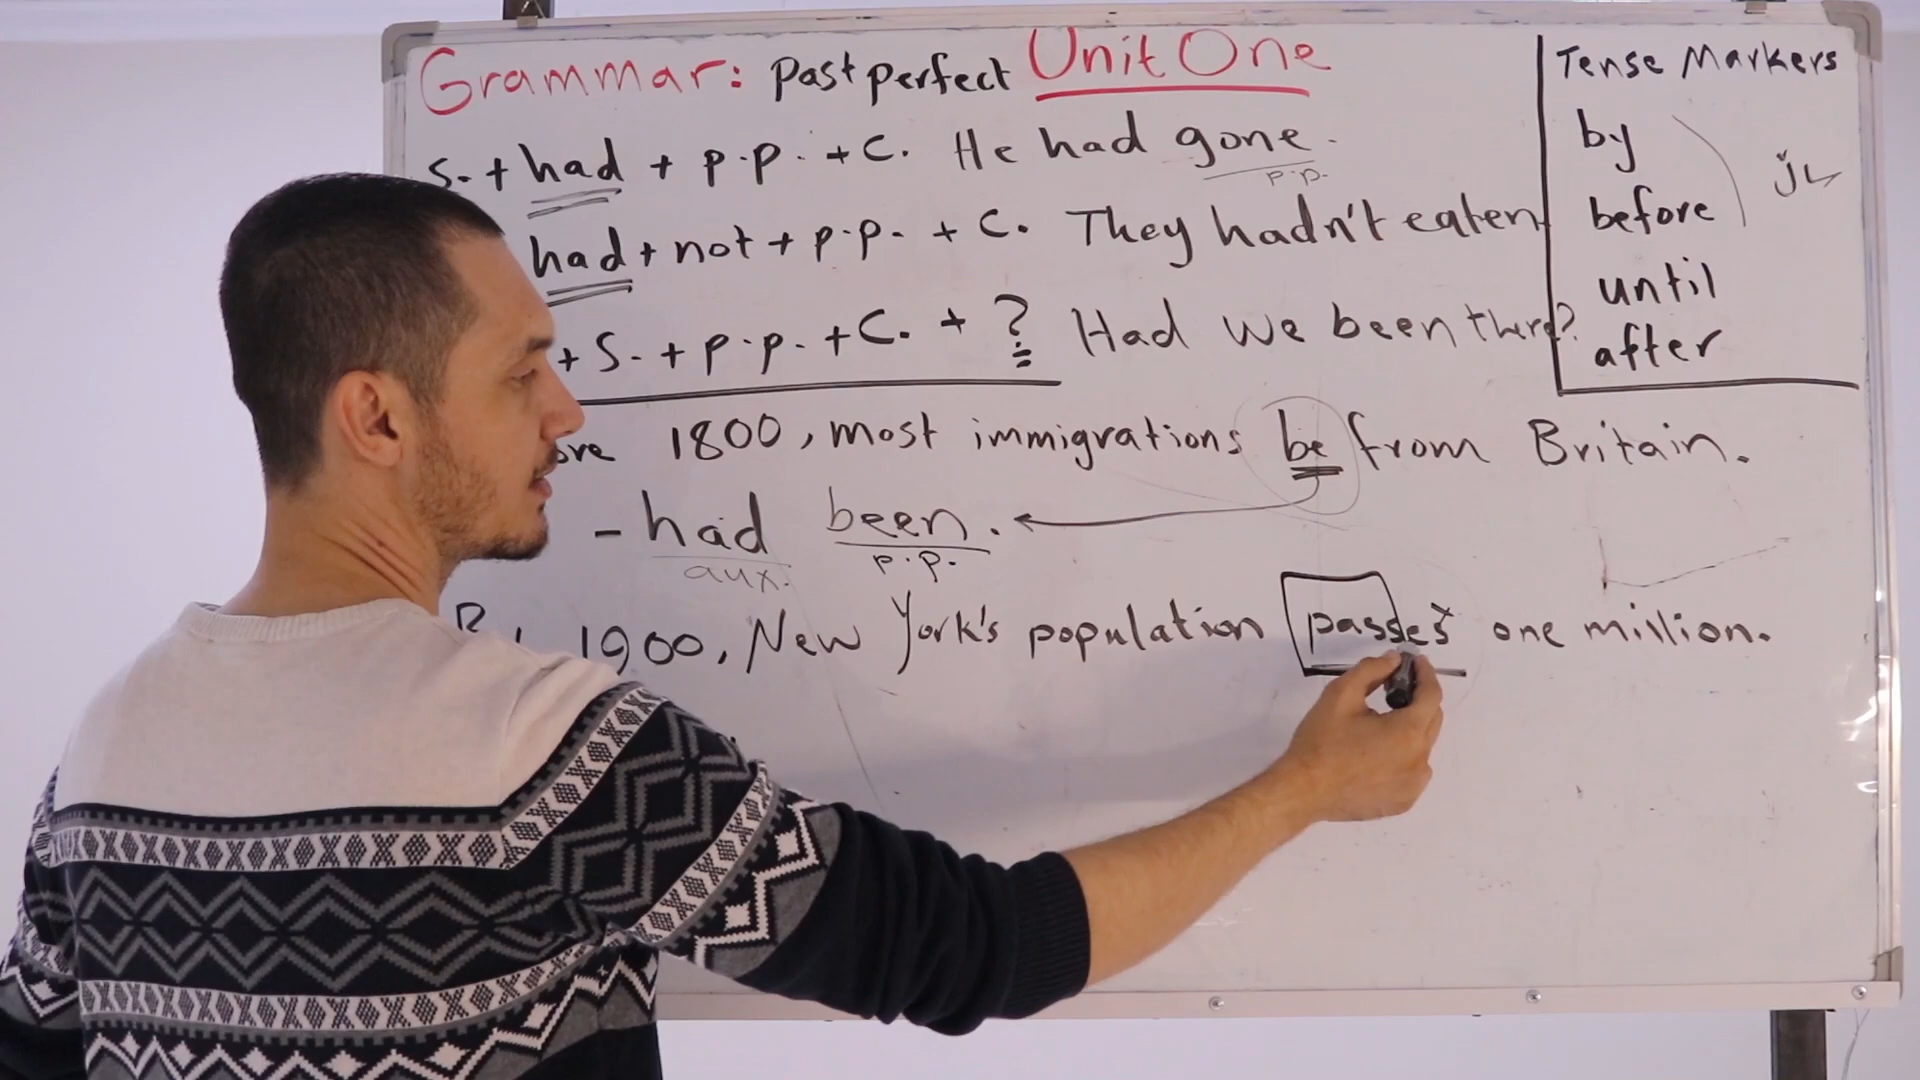 Grammar: Past perfect Unit One
S. + had + p.p. + C. He had gone.
p.p.
had + not + p.p. + C. They hadn't eaten
+ S. + p.p. + C. + ? Had we been there?
Tense Markers
by
before
until
after
ore 1800, most immigrations be from Britain.
- had been.
aux. p.p.
1900, New York's population passes one million.